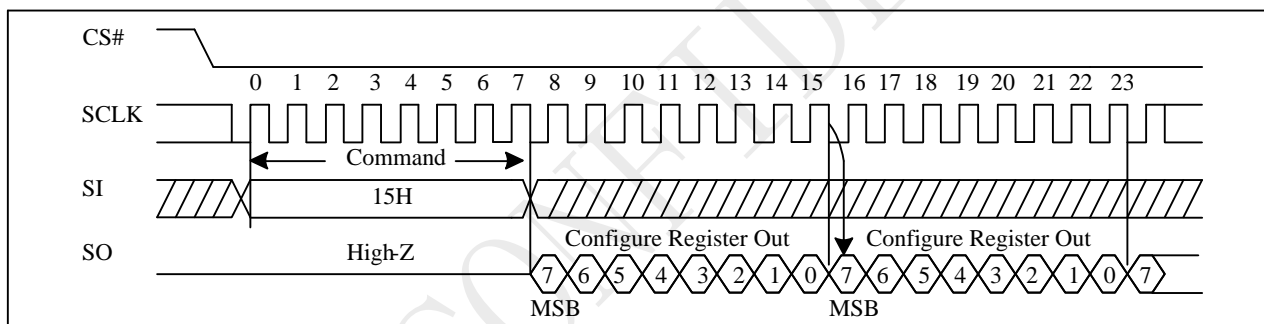 CS#
0 1 2 3 4 5 6 7 8 9 10 11 12 13 14 15 16 17 18 19 20 21 22 23
SCLK
Command
SI
15H
SO
High-Z
Configure Register Out
Configure Register Out
7 6 5 4 3 2 1 0 7 6 5 4 3 2 1 0 7
MSB
MSB